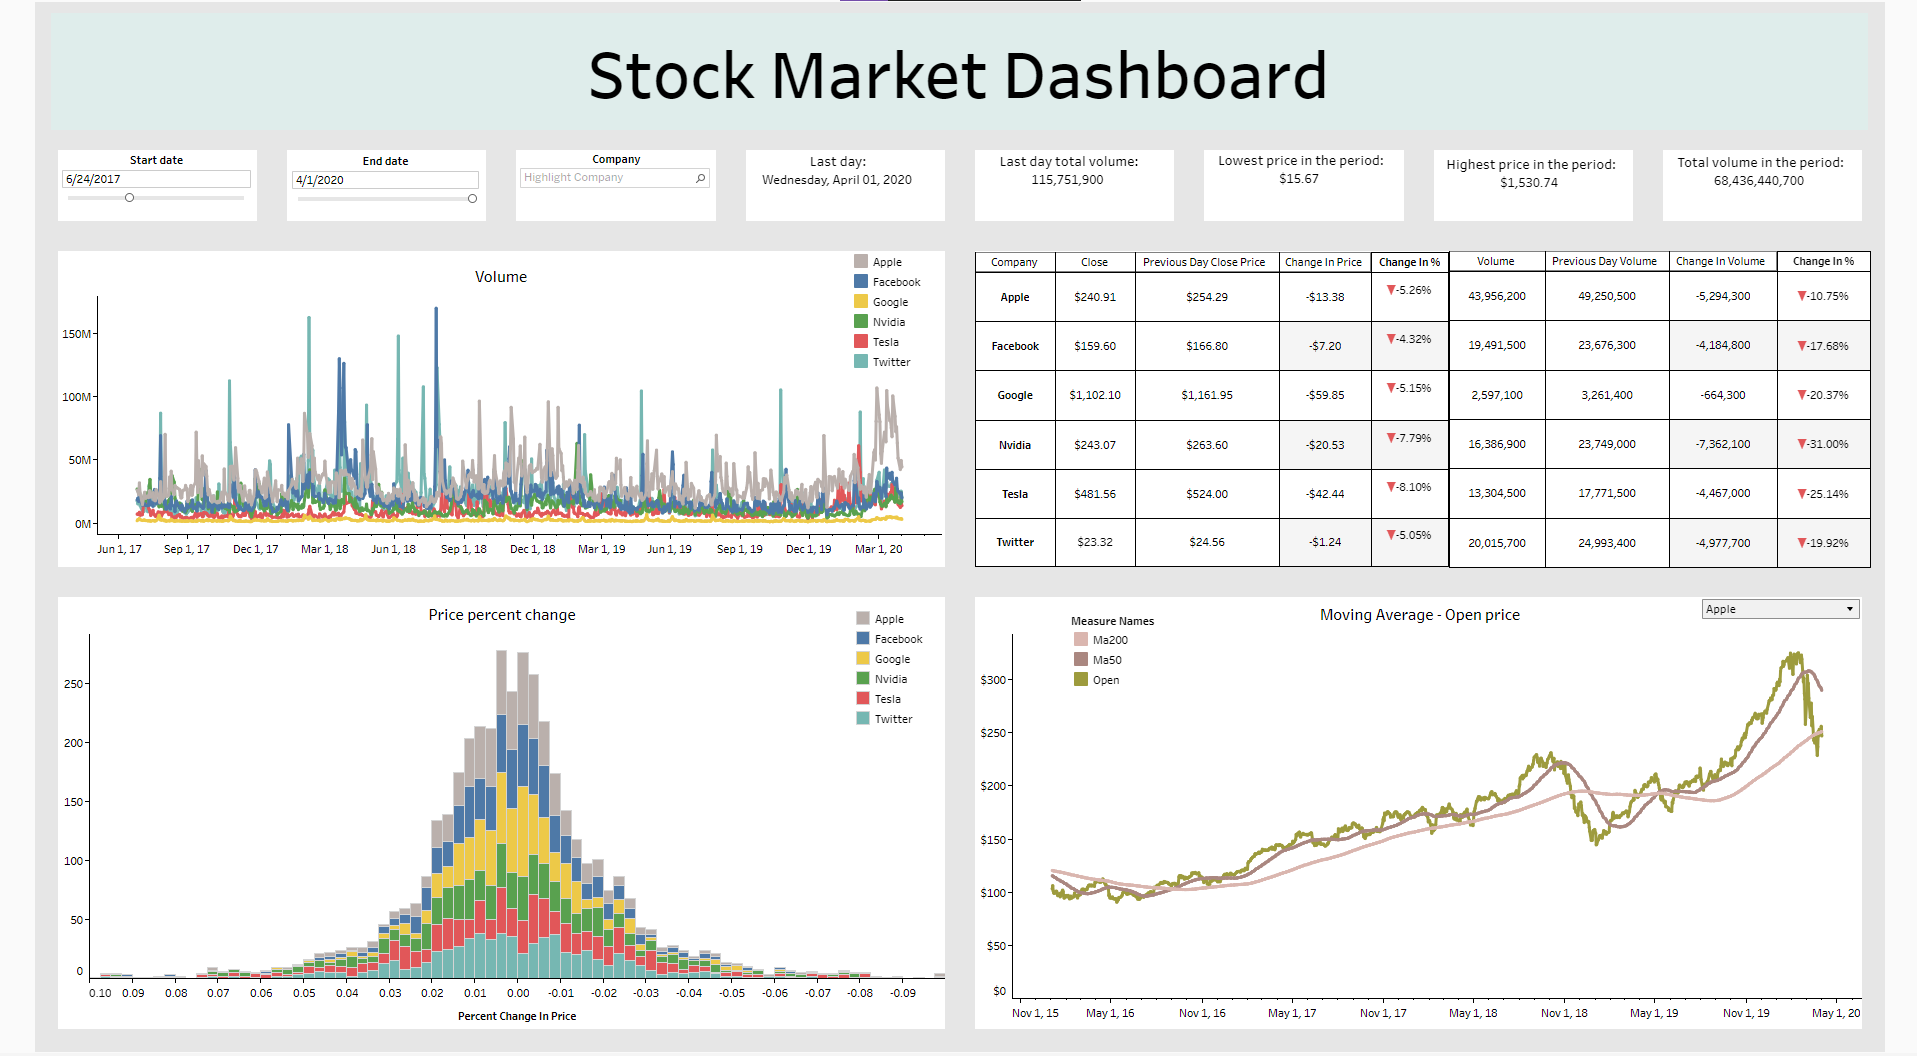 Stock Market Dashboard
Start date
6/24/2017
End date
4/1/2020
Company
Highlight Company
Last day:
Wednesday, April 01, 2020
Last day total volume:
115,751,900
Lowest price in the period:
$15.67
Highest price in the period:
$1,530.74
Total volume in the period:
68,436,440,700
Volume
Apple
Facebook
Google
Nvidia
Tesla
Twitter
150M
100M
50M
0M
Jun 1, 17 Sep 1, 17 Dec 1, 17 Mar 1, 18 Jun 1, 18 Sep 1, 18 Dec 1, 18 Mar 1, 19 Jun 1, 19 Sep 1, 19 Dec 1, 19 Mar 1, 20
Company Close Previous Day Close Price Change In Price Change In % Volume Previous Day Volume Change In Volume Change In %
Apple $240.91 $254.29 -$13.38 ▼-5.26% 43,956,200 49,250,500 -5,294,300 ▼-10.75%
Facebook $159.60 $166.80 -$7.20 ▼-4.32% 19,491,500 23,676,300 -4,184,800 ▼-17.68%
Google $1,102.10 $1,161.95 -$59.85 ▼-5.15% 2,597,100 3,261,400 -664,300 ▼-20.37%
Nvidia $243.07 $263.60 -$20.53 ▼-7.79% 16,386,900 23,749,000 -7,362,100 ▼-31.00%
Tesla $481.56 $524.00 -$42.44 ▼-8.10% 13,304,500 17,771,500 -4,467,000 ▼-25.14%
Twitter $23.32 $24.56 -$1.24 ▼-5.05% 20,015,700 24,993,400 -4,977,700 ▼-19.92%
Price percent change
Apple
Facebook
Google
Nvidia
Tesla
Twitter
250
200
150
100
50
0
0.10 0.09 0.08 0.07 0.06 0.05 0.04 0.03 0.02 0.01 0.00 -0.01 -0.02 -0.03 -0.04 -0.05 -0.06 -0.07 -0.08 -0.09
Percent Change In Price
Moving Average - Open price
Apple
Measure Names
Ma200
Ma50
Open
$300
$250
$200
$150
$100
$50
$0
Nov 1, 15 May 1, 16 Nov 1, 16 May 1, 17 Nov 1, 17 May 1, 18 Nov 1, 18 May 1, 19 Nov 1, 19 May 1, 20